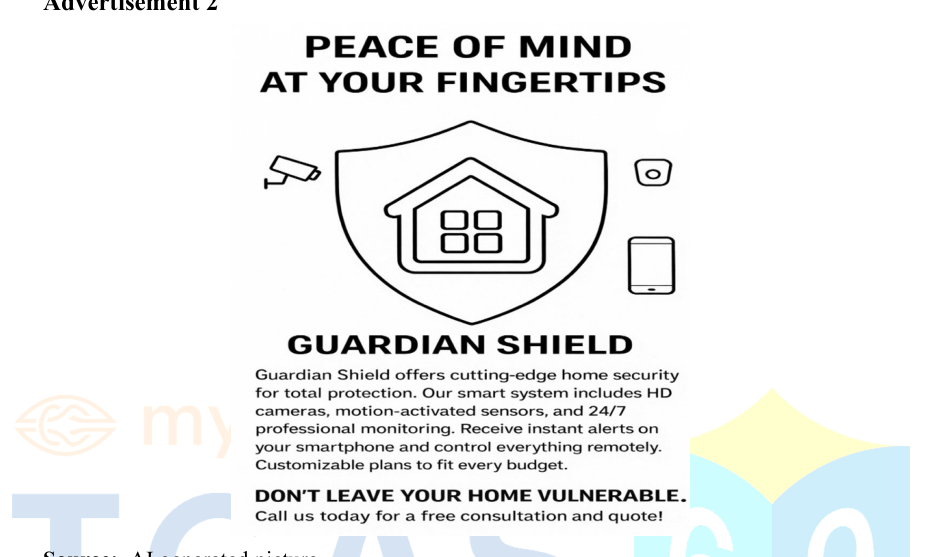 Advertisement 2
PEACE OF MIND
AT YOUR FINGERTIPS
GUARDIAN SHIELD
Guardian Shield offers cutting-edge home security
for total protection. Our smart system includes HD
cameras, motion-activated sensors, and 24/7
professional monitoring. Receive instant alerts on
your smartphone and control everything remotely.
Customizable plans to fit every budget.
DON'T LEAVE YOUR HOME VULNERABLE.
Call us today for a free consultation and quote!
my
TCAS 69
Source: AI generated picture